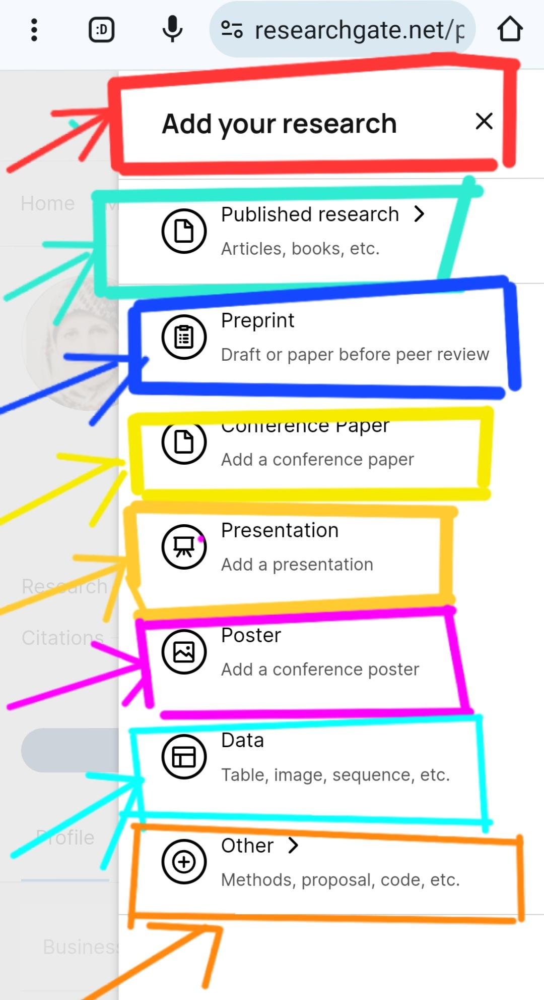 :D
researchgate.net/p
Add your research
Home
M
Published research
Articles, books, etc.
Preprint
Draft or paper before peer review
Conference Paper
Add a conference paper
Presentation
Add a presentation
Research
Citations
Poster
Add a conference poster
Data
Table, image, sequence, etc.
Profile
Other
Methods, proposal, code, etc.
Business